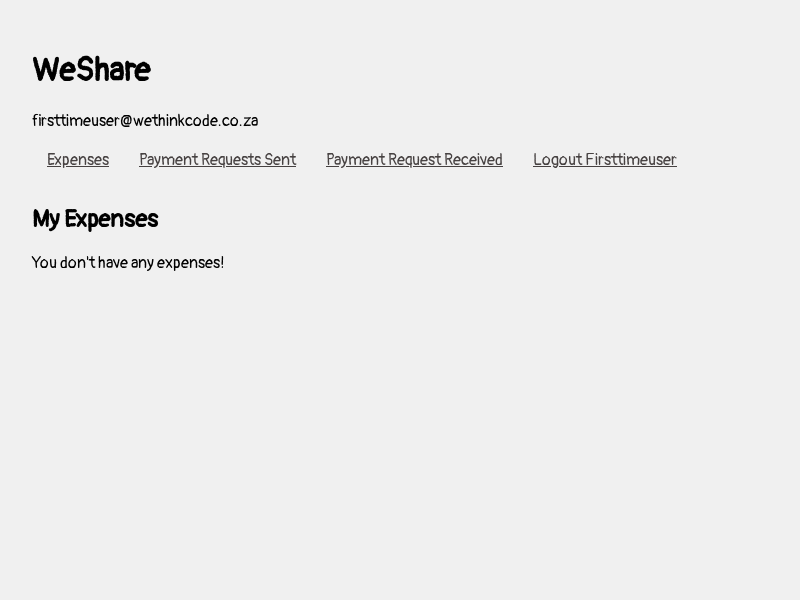 WeShare
firsttimeuser@wethinkcode.co.za
Expenses Payment Requests Sent Payment Request Received Logout Firsttimeuser
My Expenses
You don't have any expenses!